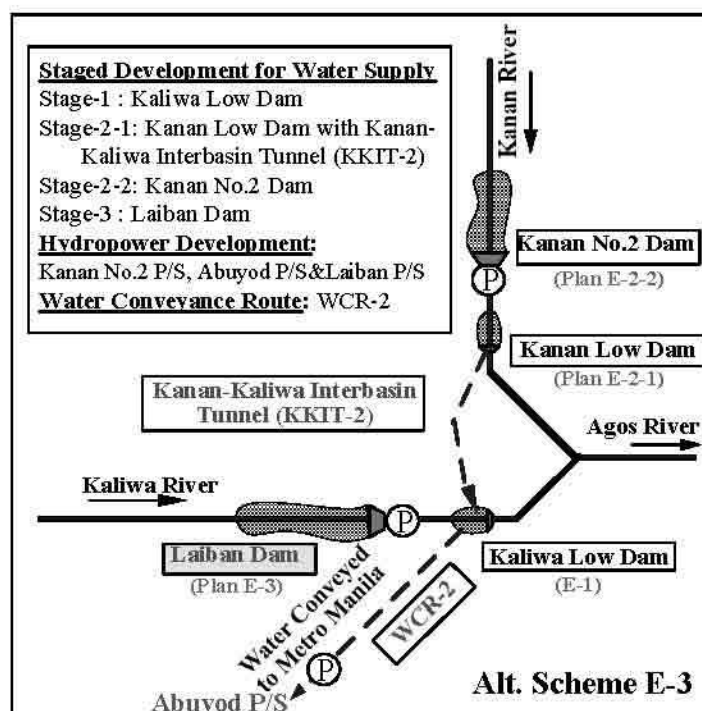 Staged Development for Water Supply
Stage-1 : Kaliwa Low Dam
Stage-2-1: Kanan Low Dam with Kanan-
Kaliwa Interbasin Tunnel (KKIT-2)
Stage-2-2: Kanan No.2 Dam
Stage-3 : Laiban Dam
Hydropower Development:
Kanan No.2 P/S, Abuyod P/S&Laiban P/S
Water Conveyance Route: WCR-2
Kanan River
Kanan No.2 Dam
(Plan E-2-2)
P
Kanan Low Dam
(Plan E-2-1)
Kanan-Kaliwa Interbasin
Tunnel (KKIT-2)
Agos River
Kaliwa River
P
Laiban Dam
(Plan E-3)
Kaliwa Low Dam
(E-1)
Water Conveyed
to Metro Manila
WCR-2
P
Abuyod P/S
Alt. Scheme E-3